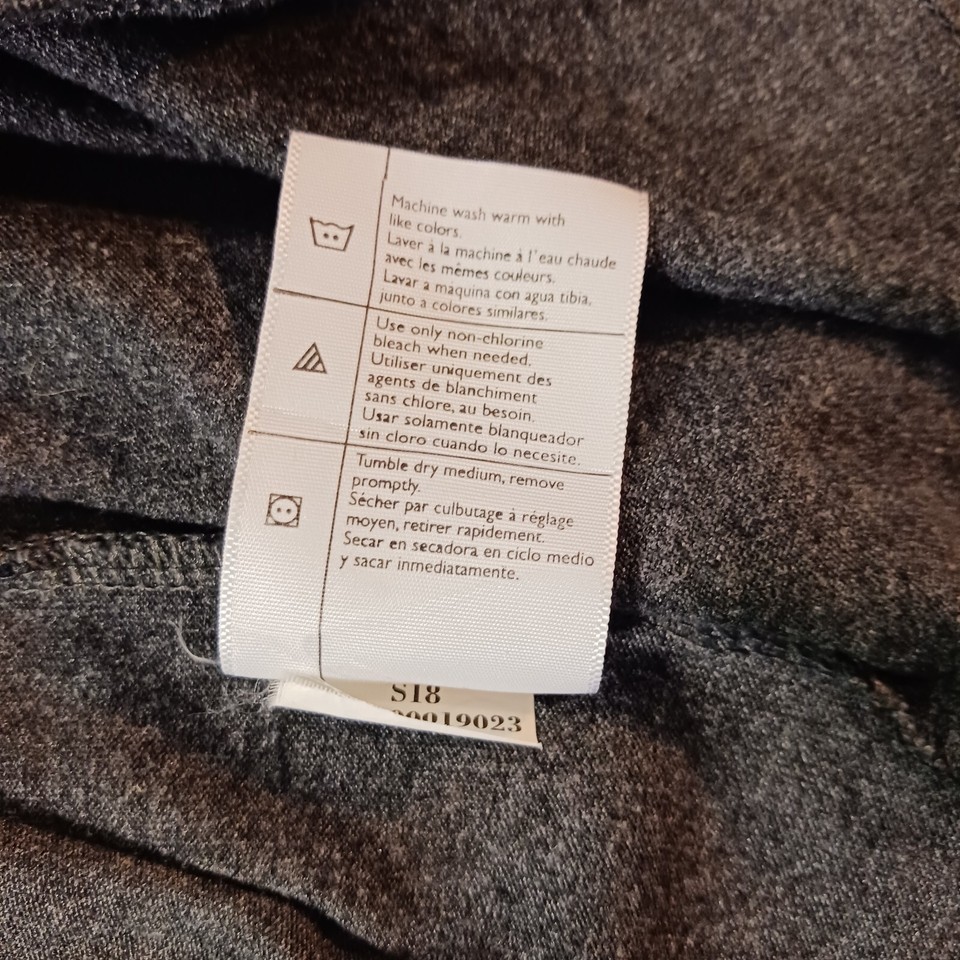 Machine wash warm with
like colors.
Laver à la machine à l'eau chaude
avec les mêmes couleurs.
Lavar a maquina con agua tibia,
junto a colores similares.
Use only non-chlorine
bleach when needed.
Utiliser uniquement des
agents de blanchiment
sans chlore, au besoin.
Usar solamente blanqueador
sin cloro cuando lo necesite.
Tumble dry medium, remove
promptly.
Sécher par culbutage à réglage
moyen, retirer rapidement.
Secar en secadora en ciclo medio
y sacar inmediatamente.
S18